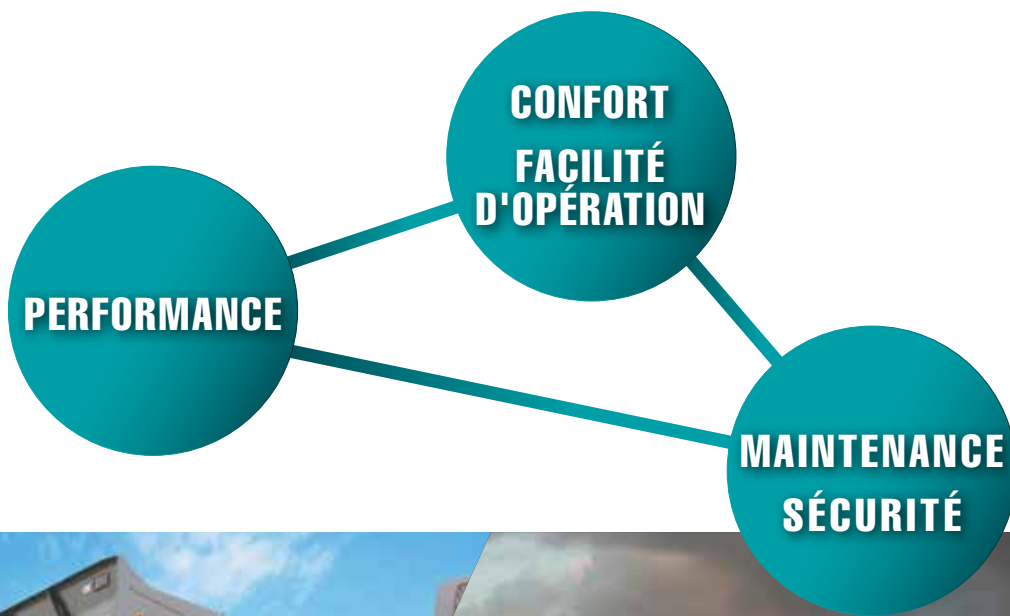 CONFORT
FACILITÉ
D'OPÉRATION
PERFORMANCE
MAINTENANCE
SÉCURITÉ